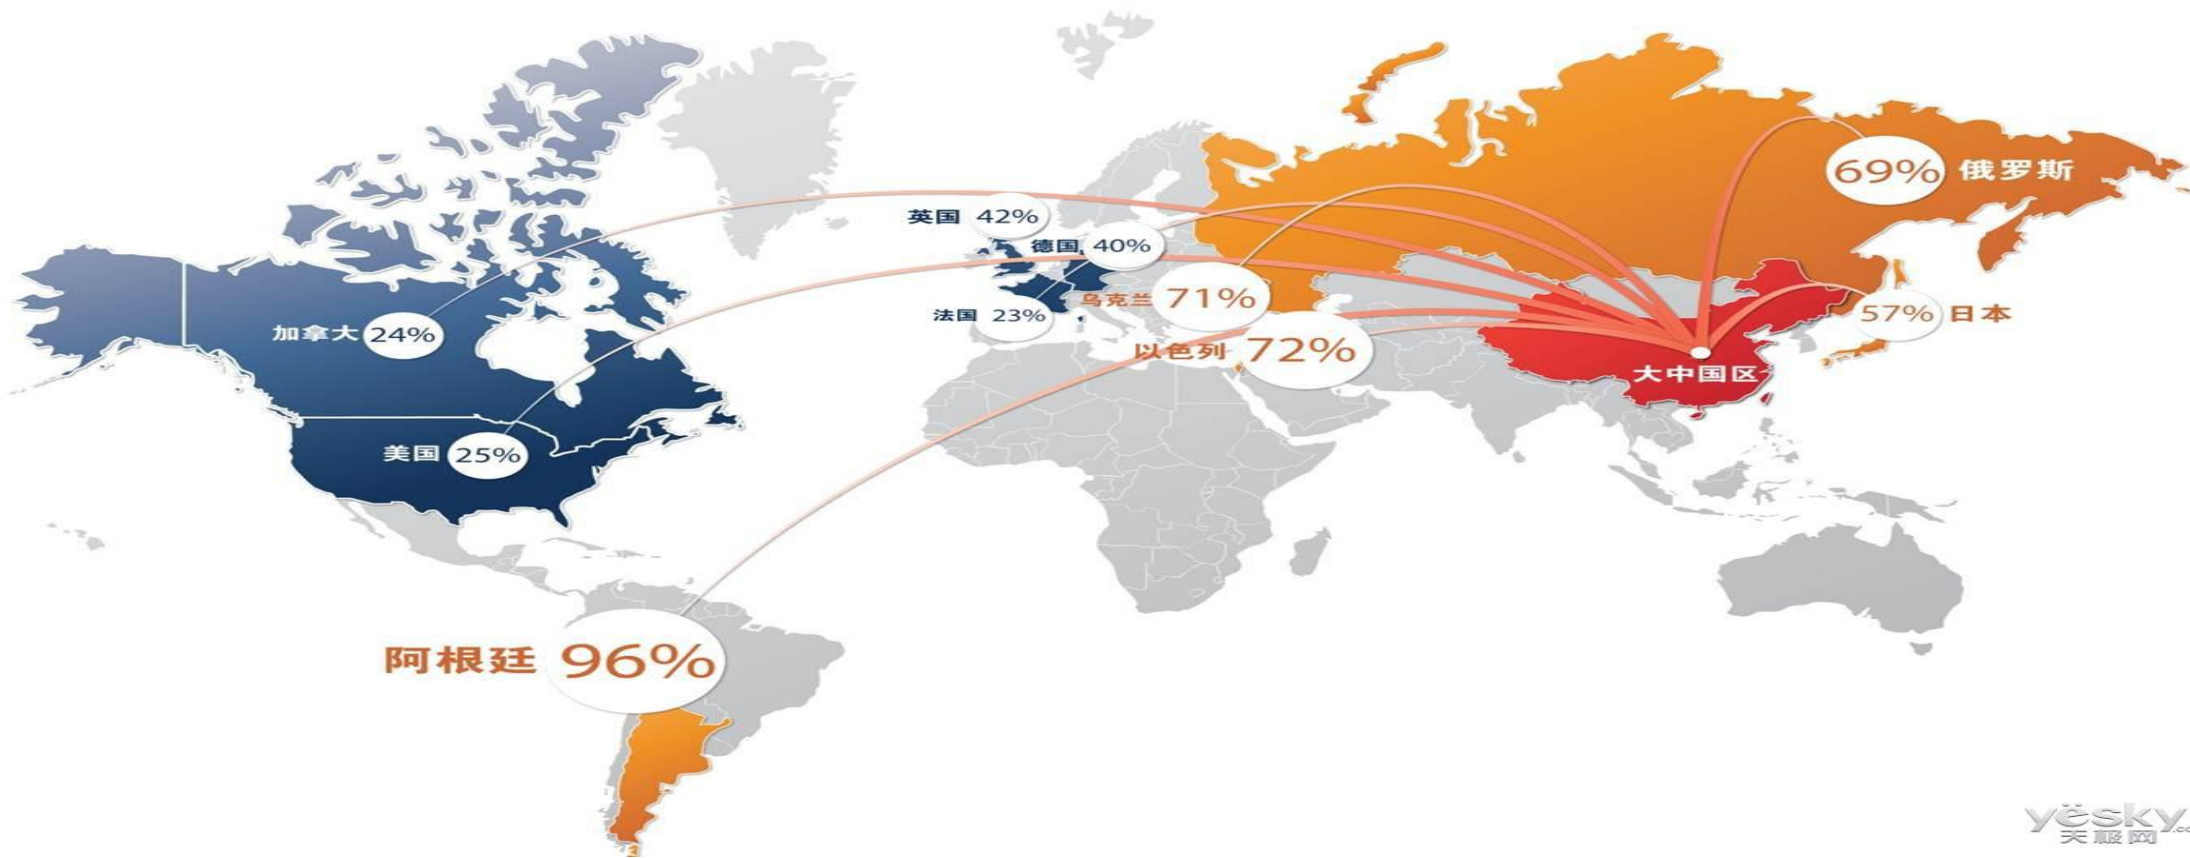 69% 俄罗斯
英国 42%
德国 40%
乌克兰 71%
法国 23%
57% 日本
加拿大 24%
以色列 72%
大中国区
美国 25%
阿根廷 96%
yësky.co
天极网